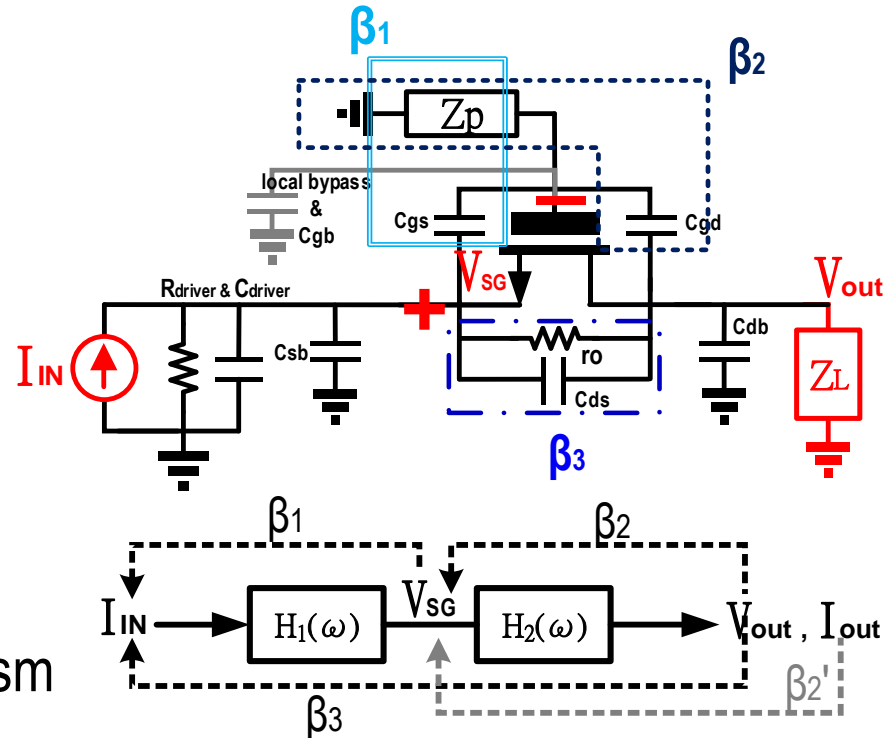 β1
β2
Zp
local bypass
&
Cgb
Cgs
Cgd
VSG
Vout
Rdriver & Cdriver
+
IIN
Csb
ro
Cds
Cdb
ZL
β3
β1
β2
IIN
H1(ω)
VSG
H2(ω)
Vout , Iout
sm
β3
β2'